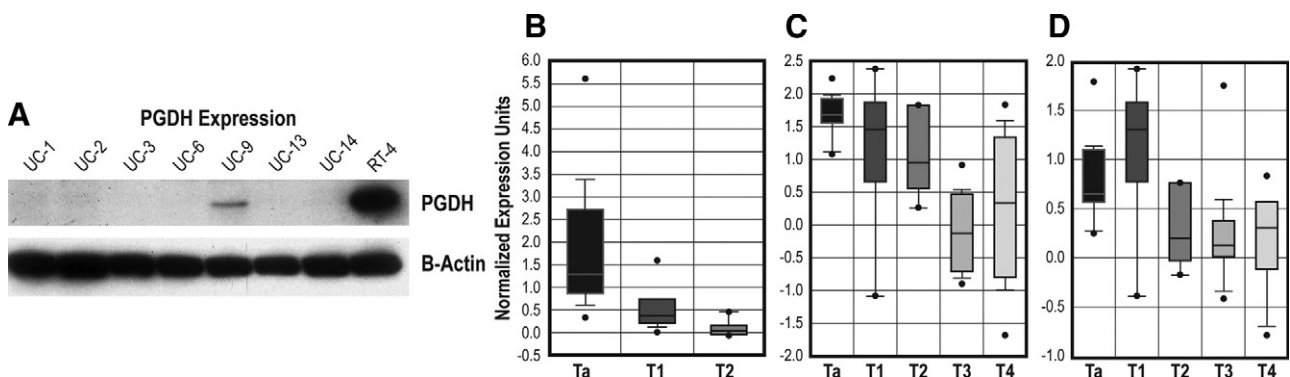 A
PGDH Expression
UC-1 UC-2 UC-3 UC-6 UC-9 UC-13 UC-14 RT-4
PGDH
B-Actin
B
Normalized Expression Units
6.0
5.5
5.0
4.5
4.0
3.5
3.0
2.5
2.0
1.5
1.0
0.5
0.0
-0.5
Ta T1 T2
C
2.5
2.0
1.5
1.0
0.5
0.0
-0.5
-1.0
-1.5
-2.0
Ta T1 T2 T3 T4
D
2.0
1.5
1.0
0.5
0.0
-0.5
-1.0
Ta T1 T2 T3 T4